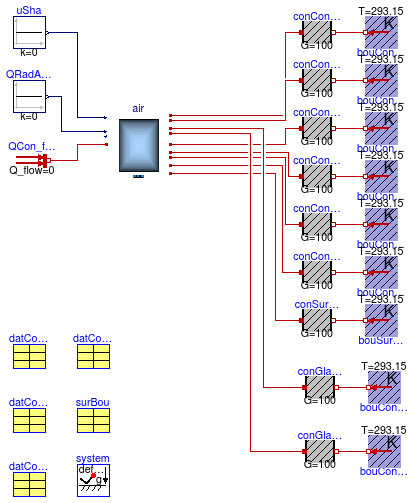 uSha
k=0
QRadA...
k=0
QCon_f...
Q_flow=0
air
conCon...
G=100
T=293.15
K
bouCon...
conCon...
G=100
T=293.15
K
bouCon...
conCon...
G=100
T=293.15
K
bouCon...
conCon...
G=100
T=293.15
K
bouCon...
conCon...
G=100
T=293.15
K
bouCon...
conCon...
G=100
T=293.15
K
bouCon...
conSur...
G=100
T=293.15
K
bouSur...
conGla...
G=100
T=293.15
K
bouCon...
conGla...
G=100
T=293.15
K
bouCon...
datCo...
datCo...
datCo...
surBou
datCo...
system
def...
g